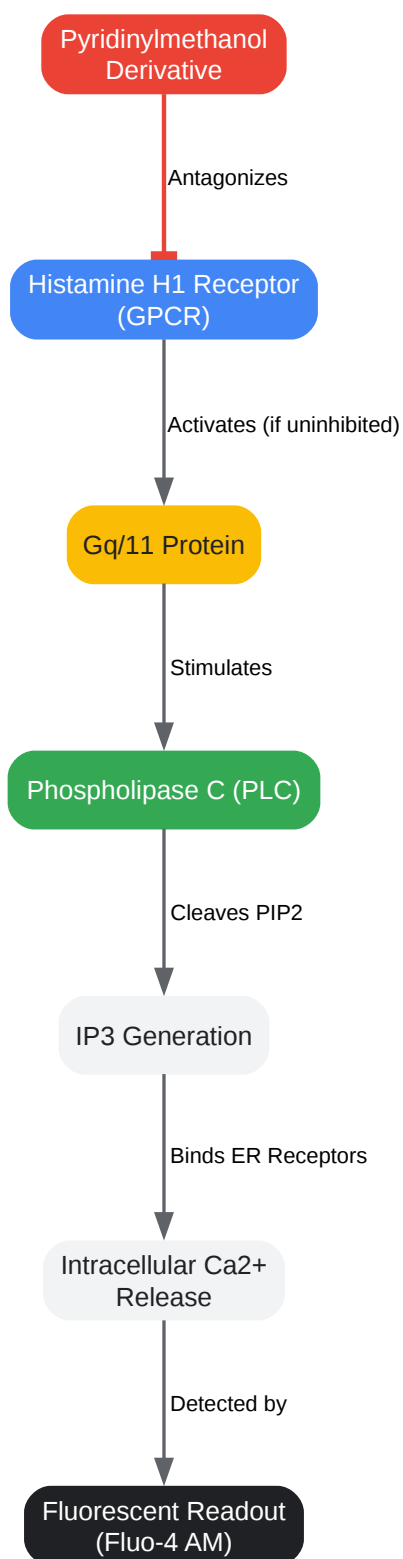 Pyridinylmethanol
Derivative
Antagonizes
Histamine H1 Receptor
(GPCR)
Activates (if uninhibited)
Gq/11 Protein
Stimulates
Phospholipase C (PLC)
Cleaves PIP2
IP3 Generation
Binds ER Receptors
Intracellular Ca2+
Release
Detected by
Fluorescent Readout
(Fluo-4 AM)